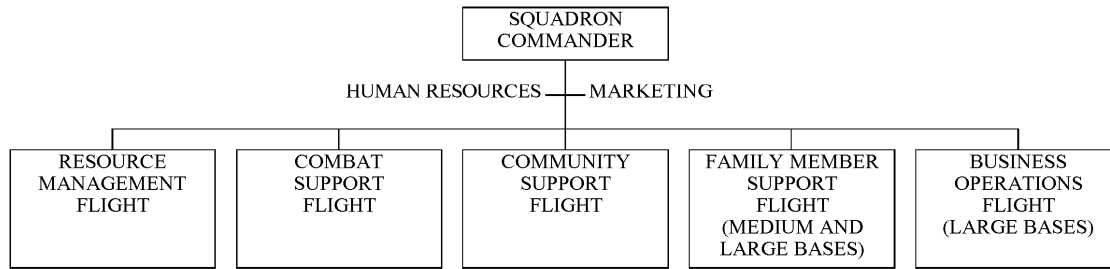 SQUADRON
COMMANDER
HUMAN RESOURCES
MARKETING
RESOURCE
MANAGEMENT
FLIGHT
COMBAT
SUPPORT
FLIGHT
COMMUNITY
SUPPORT
FLIGHT
FAMILY MEMBER
SUPPORT
FLIGHT
(MEDIUM AND
LARGE BASES)
BUSINESS
OPERATIONS
FLIGHT
(LARGE BASES)